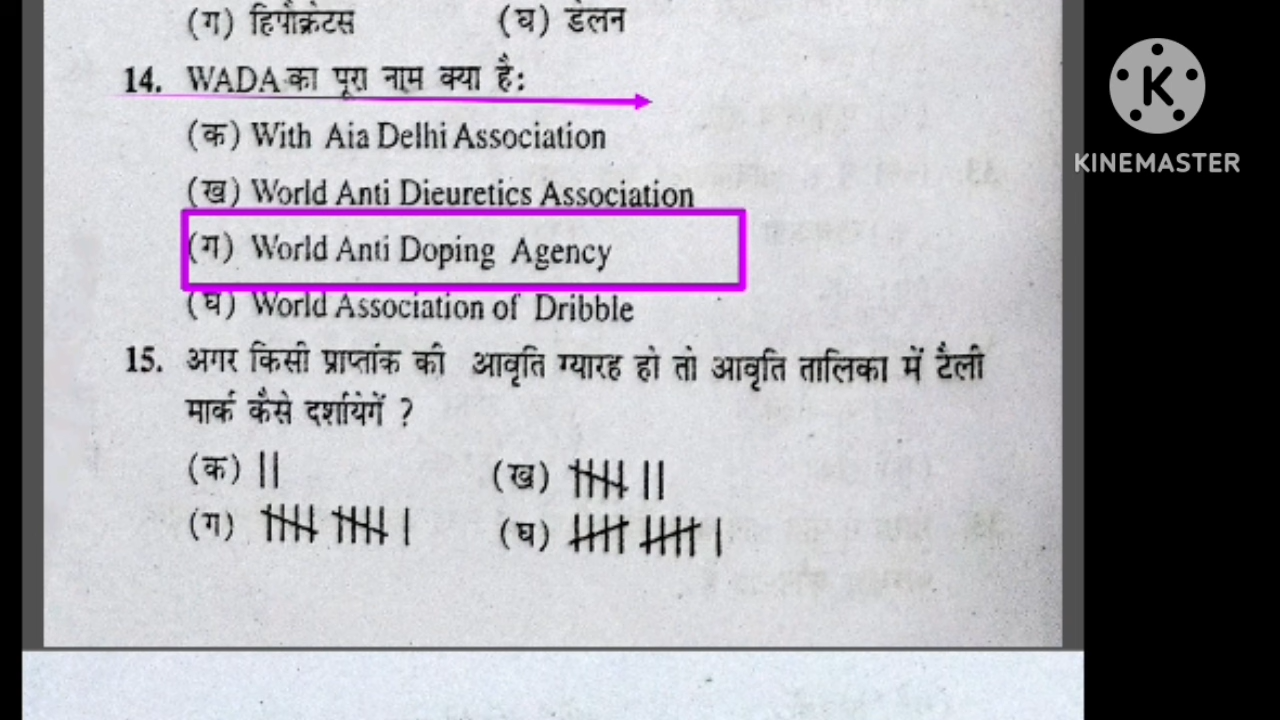 (ग) हिपौक्रेटस (घ) डेलन
14. WADA का पूरा नाम क्या है:
(क) With Aia Delhi Association
(ख) World Anti Dieuretics Association
(ग) World Anti Doping Agency
(घ) World Association of Dribble
15. अगर किसी प्राप्तांक की आवृति ग्यारह हो तो आवृति तालिका में टैली
मार्क कैसे दर्शायेगें ?
(क) || (ख) 𝍸 ||
(ग) 𝍸 𝍸 | (घ) 𝍸 𝍸 |
K
KINEMASTER